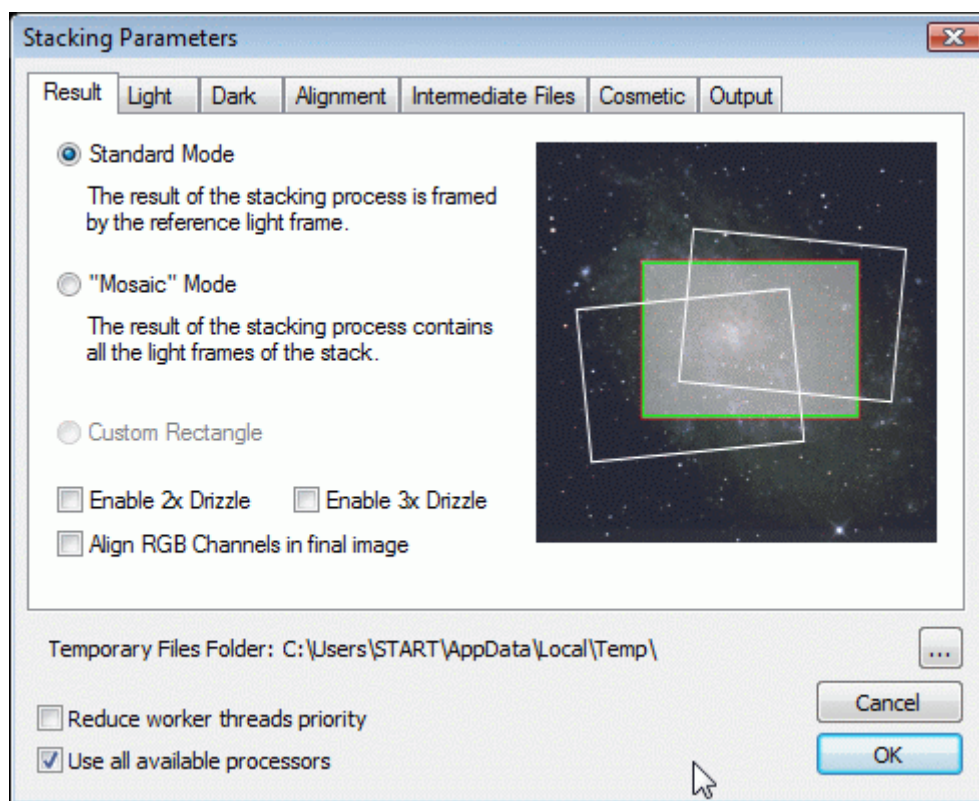 Stacking Parameters
Result Light Dark Alignment Intermediate Files Cosmetic Output
Standard Mode
The result of the stacking process is framed
by the reference light frame.
"Mosaic" Mode
The result of the stacking process contains
all the light frames of the stack.
Custom Rectangle
Enable 2x Drizzle Enable 3x Drizzle
Align RGB Channels in final image
Temporary Files Folder: C:\Users\START\AppData\Local\Temp\ ...
Reduce worker threads priority
Cancel
Use all available processors
OK